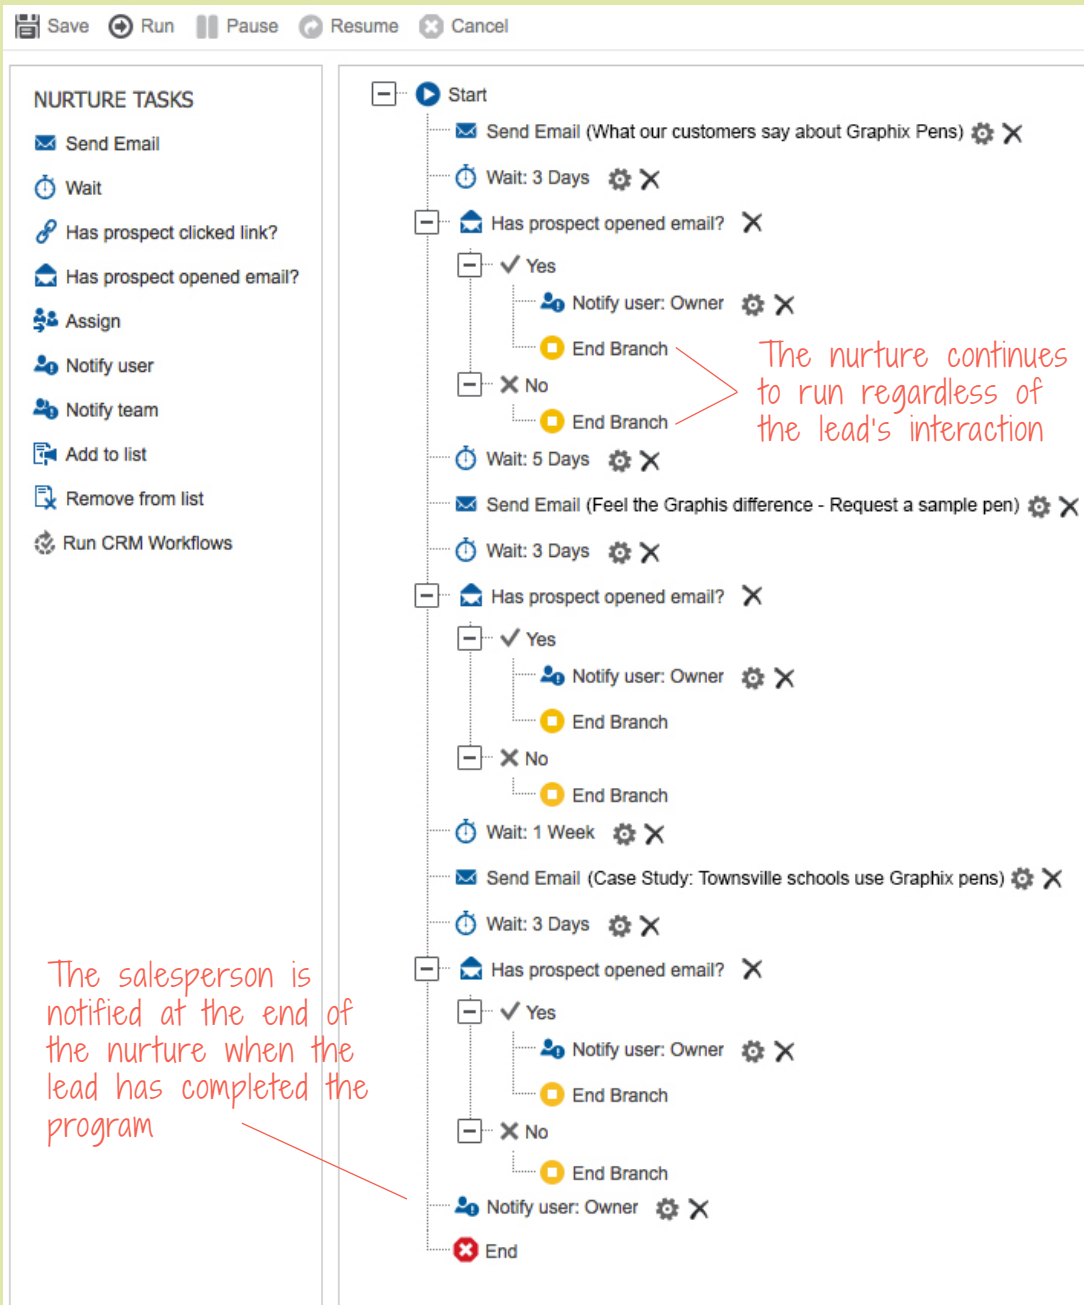 Save Run Pause Resume Cancel
NURTURE TASKS
Send Email
Wait
Has prospect clicked link?
Has prospect opened email?
Assign
Notify user
Notify team
Add to list
Remove from list
Run CRM Workflows
Start
Send Email (What our customers say about Graphix Pens)
Wait: 3 Days
Has prospect opened email?
Yes
Notify user: Owner
End Branch
No
End Branch
The nurture continues
to run regardless of
the lead's interaction
Wait: 5 Days
Send Email (Feel the Graphis difference - Request a sample pen)
Wait: 3 Days
Has prospect opened email?
Yes
Notify user: Owner
End Branch
No
End Branch
Wait: 1 Week
Send Email (Case Study: Townsville schools use Graphix pens)
Wait: 3 Days
Has prospect opened email?
Yes
Notify user: Owner
End Branch
No
End Branch
The salesperson is
notified at the end of
the nurture when the
lead has completed the
program
Notify user: Owner
End